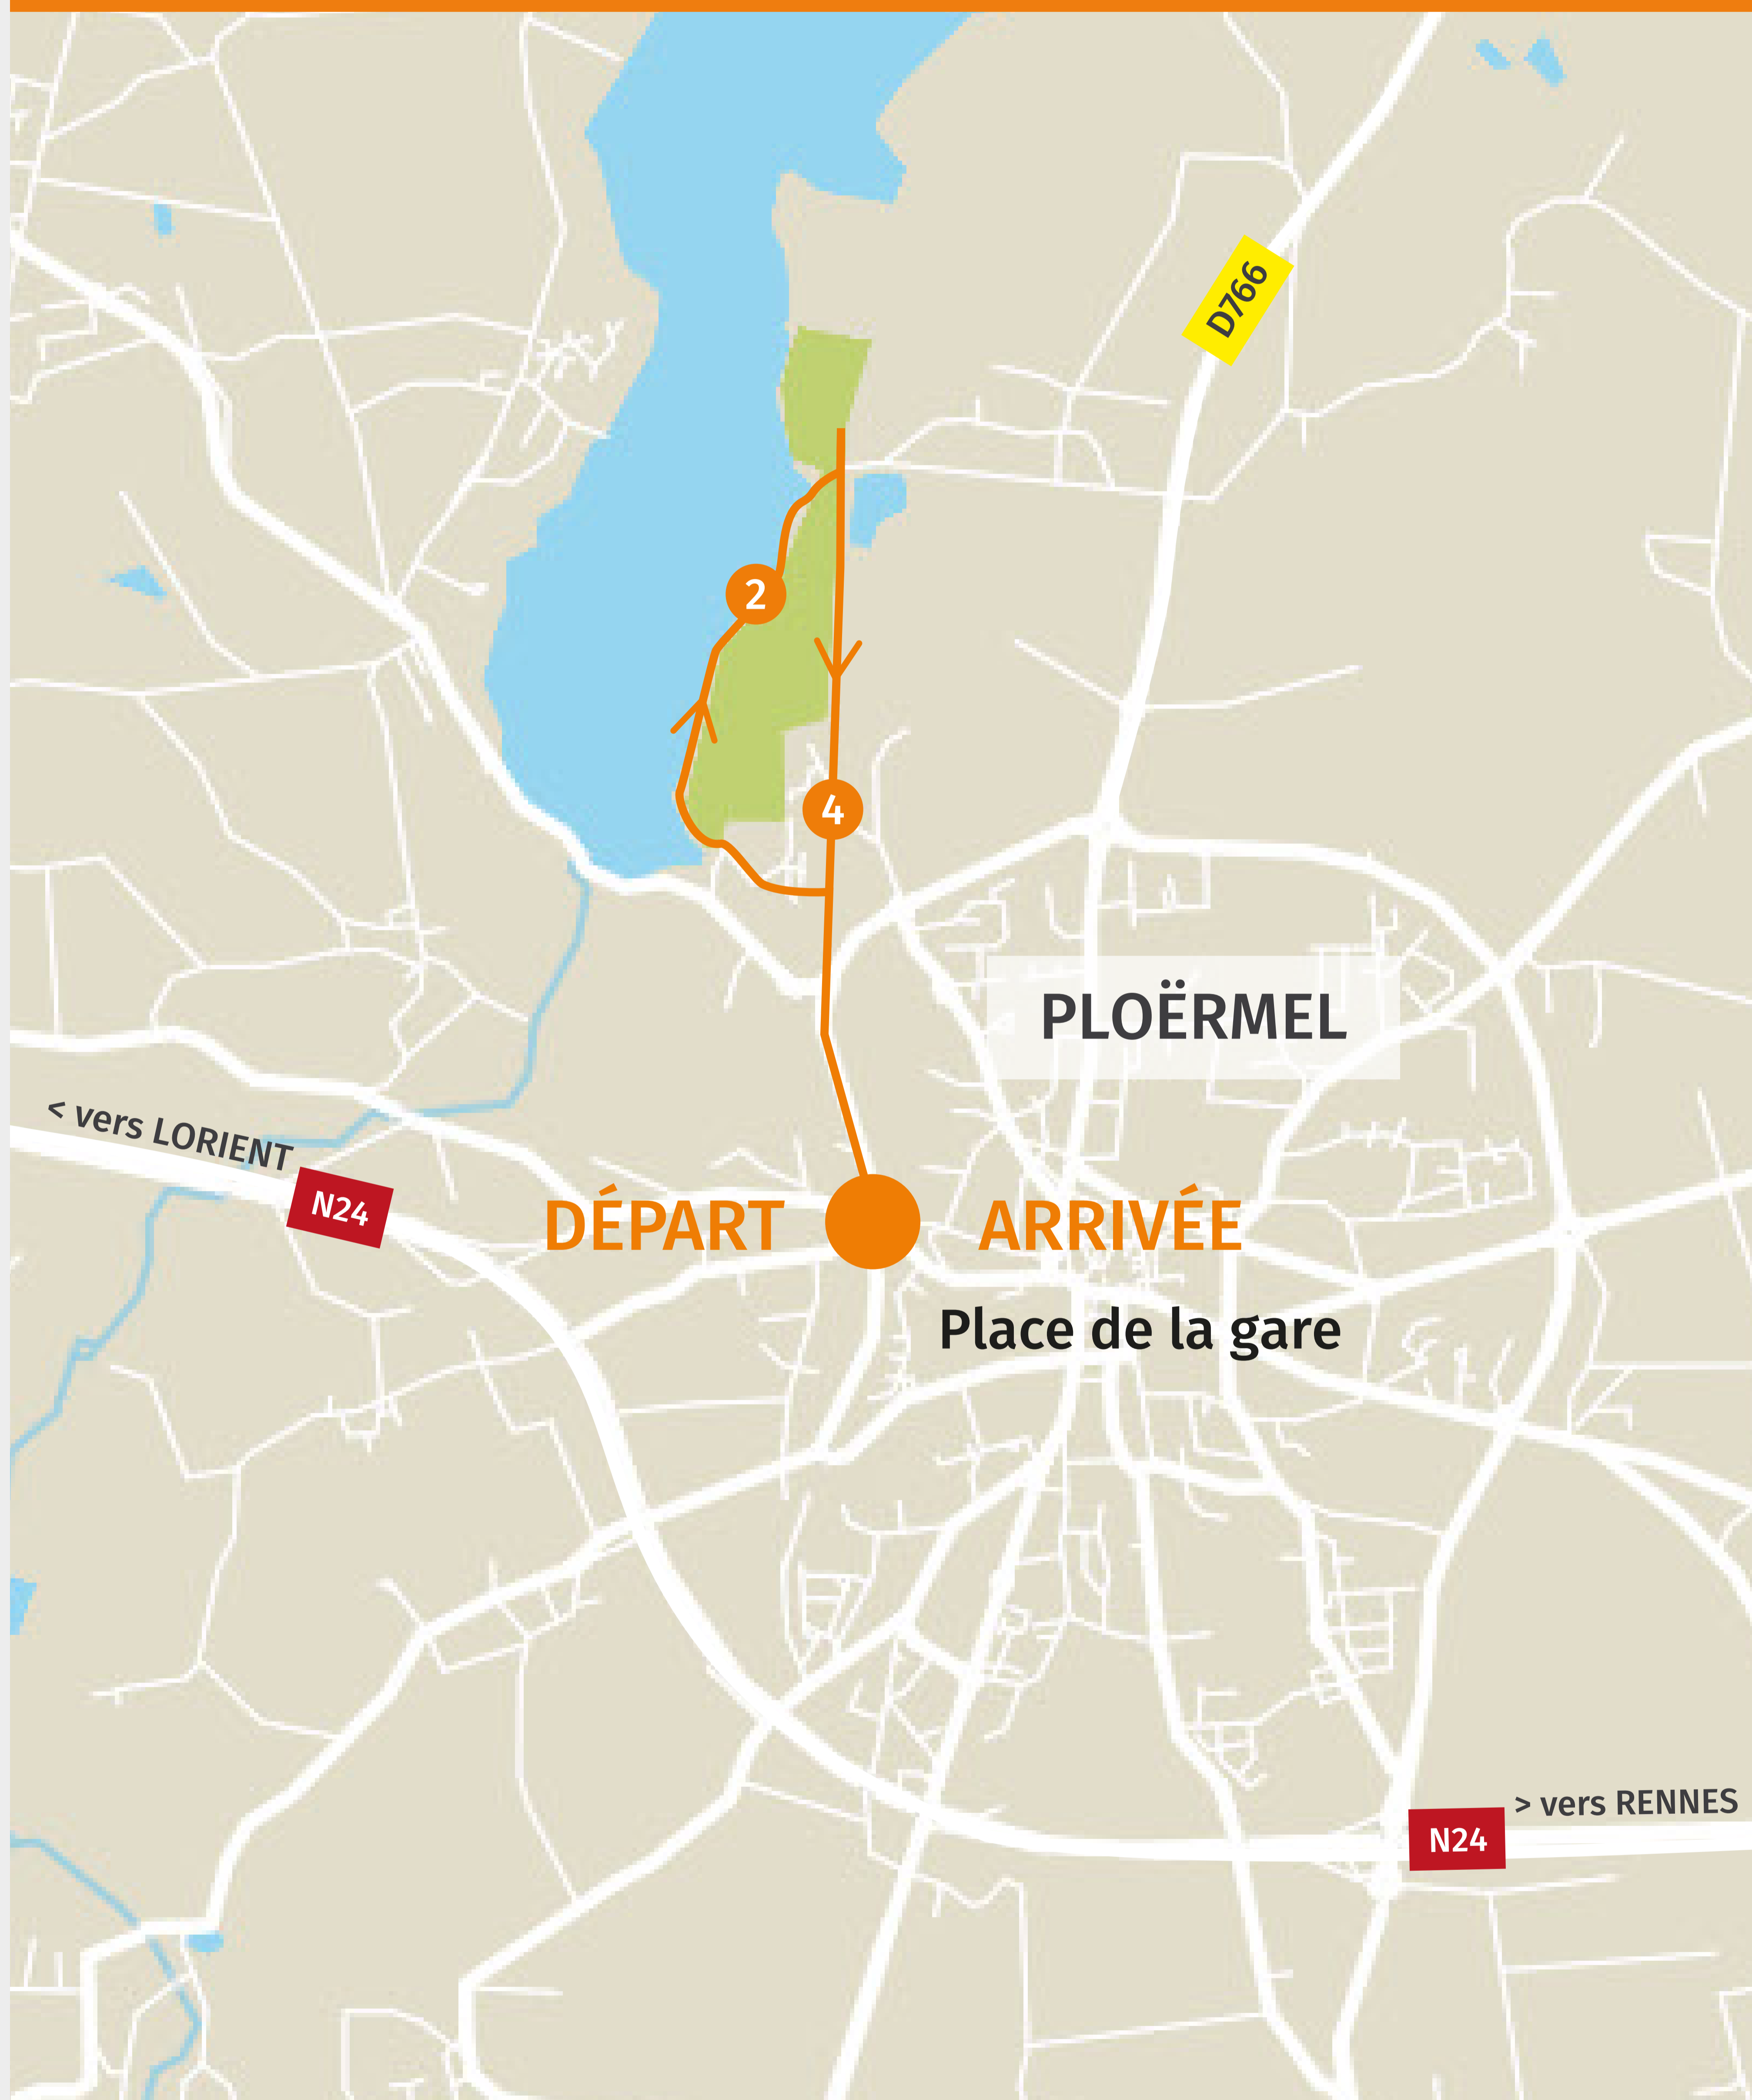 D766
2
4
PLOËRMEL
< vers LORIENT
N24
DÉPART
ARRIVÉE
Place de la gare
> vers RENNES
N24